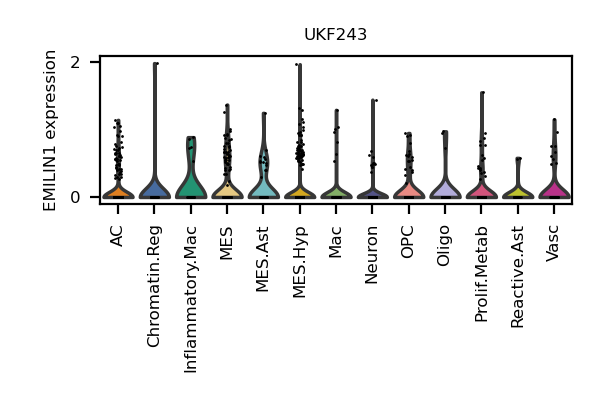 UKF243
EMILIN1 expression
2
0
AC
Chromatin.Reg
Inflammatory.Mac
MES
MES.Ast
MES.Hyp
Mac
Neuron
OPC
Oligo
Prolif.Metab
Reactive.Ast
Vasc